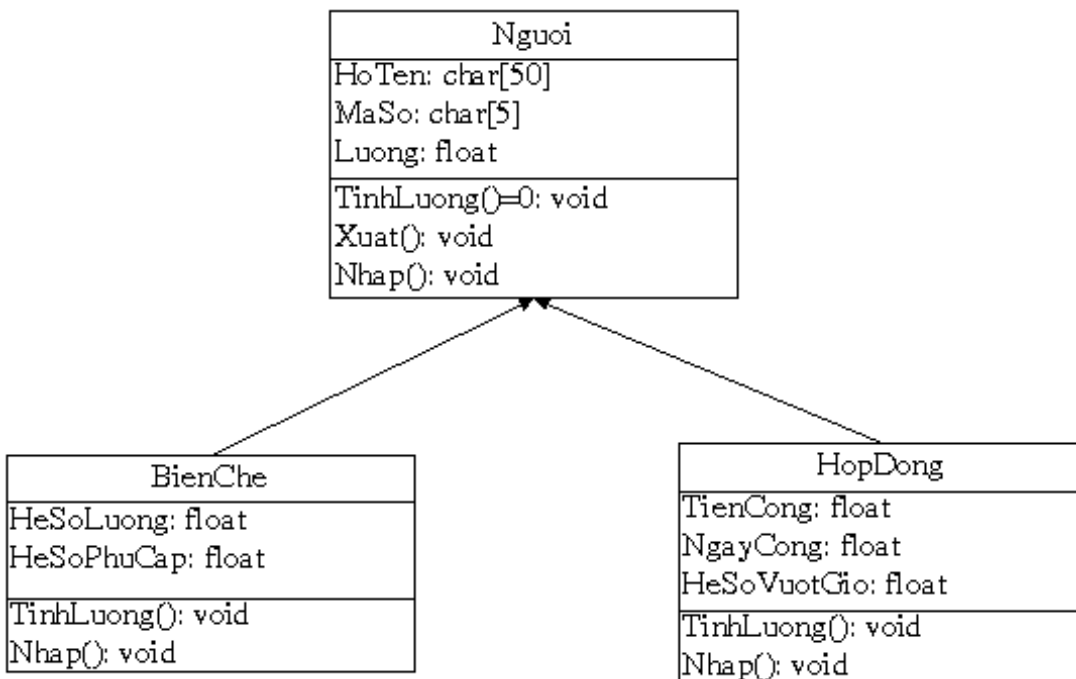 Nguoi
HoTen: char[50]
MaSo: char[5]
Luong: float
TinhLuong()=0: void
Xuat(): void
Nhap(): void
BienChe
HeSoLuong: float
HeSoPhuCap: float
TinhLuong(): void
Nhap(): void
HopDong
TienCong: float
NgayCong: float
HeSoVuotGio: float
TinhLuong(): void
Nhap(): void